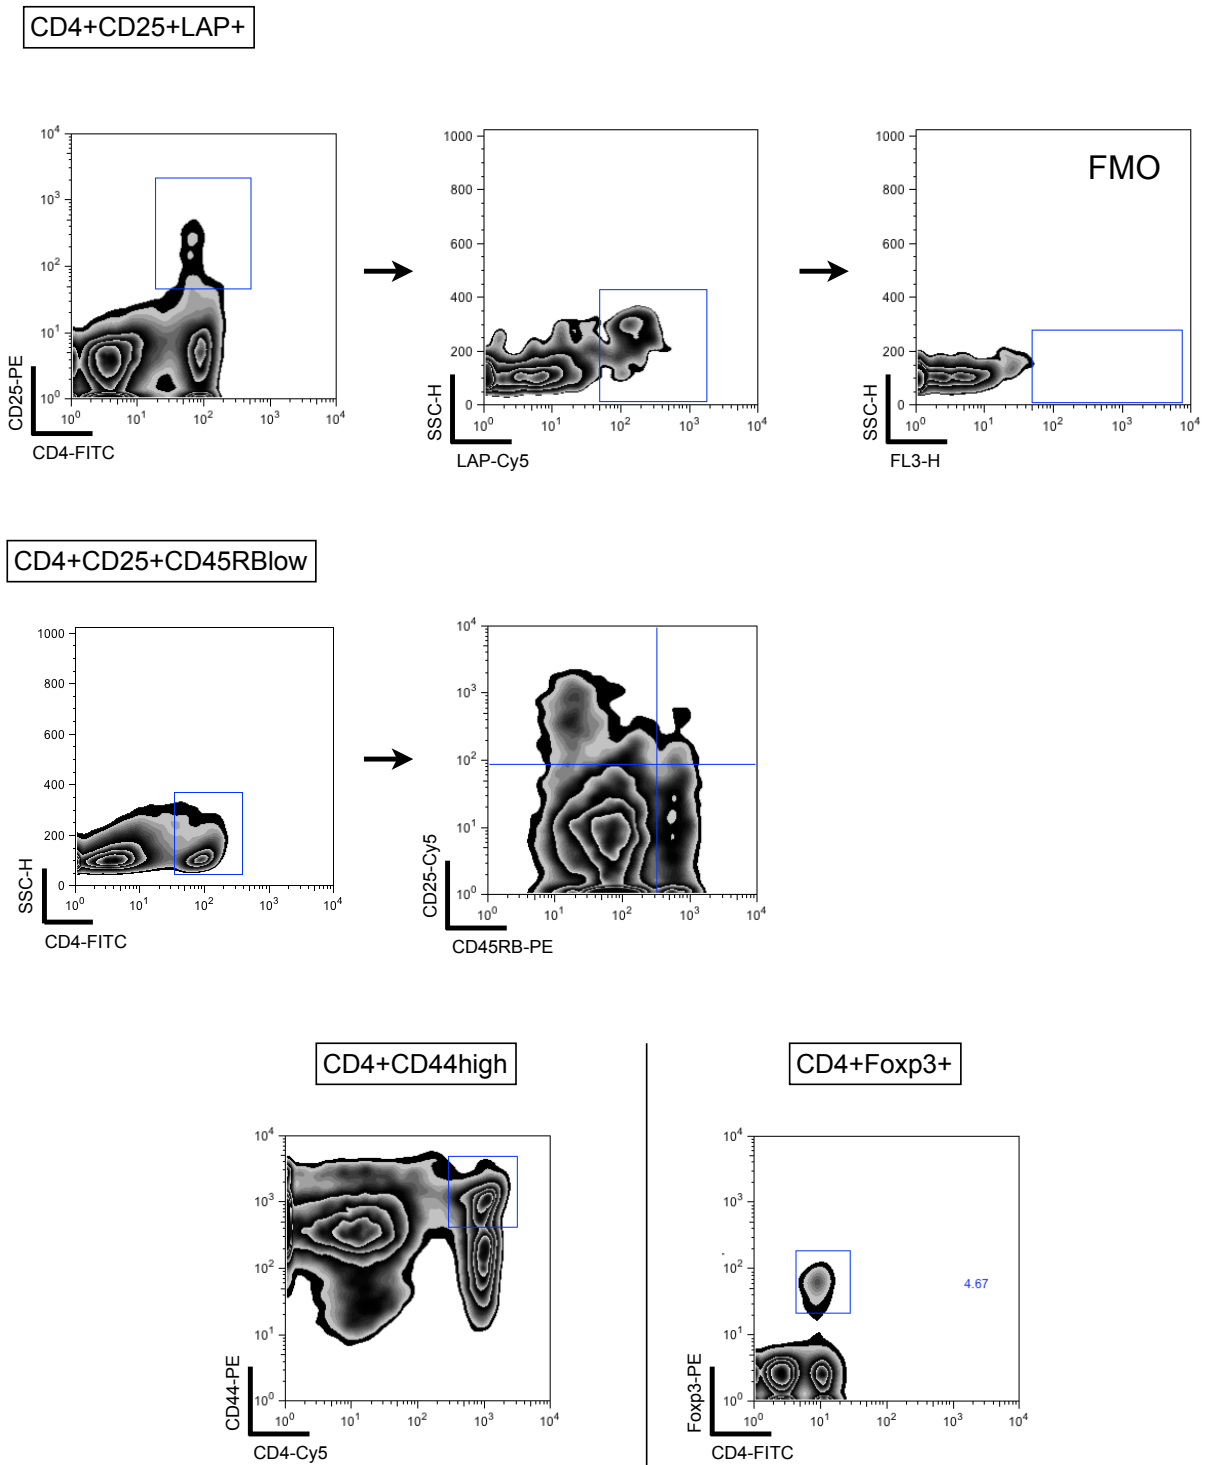 CD4+CD25+LAP+
10^4
10^3
10^2
10^1
10^0
10^0 10^1 10^2 10^3 10^4
CD25-PE
CD4-FITC
1000
800
600
400
200
0
10^0 10^1 10^2 10^3 10^4
SSC-H
LAP-Cy5
FMO
1000
800
600
400
200
0
10^1 10^2 10^3 10^4
SSC-H
FL3-H
CD4+CD25+CD45RBlow
1000
800
600
400
200
0
10^0 10^1 10^2 10^3 10^4
SSC-H
CD4-FITC
10^4
10^3
10^2
10^1
10^0
10^0 10^1 10^2 10^3 10^4
CD25-Cy5
CD45RB-PE
CD4+CD44high
10^4
10^3
10^2
10^1
10^0
10^0 10^1 10^2 10^3 10^4
CD44-PE
CD4-Cy5
CD4+Foxp3+
10^4
10^3
10^2
10^1
10^0
4.67
10^0 10^1 10^2 10^3 10^4
Foxp3-PE
CD4-FITC